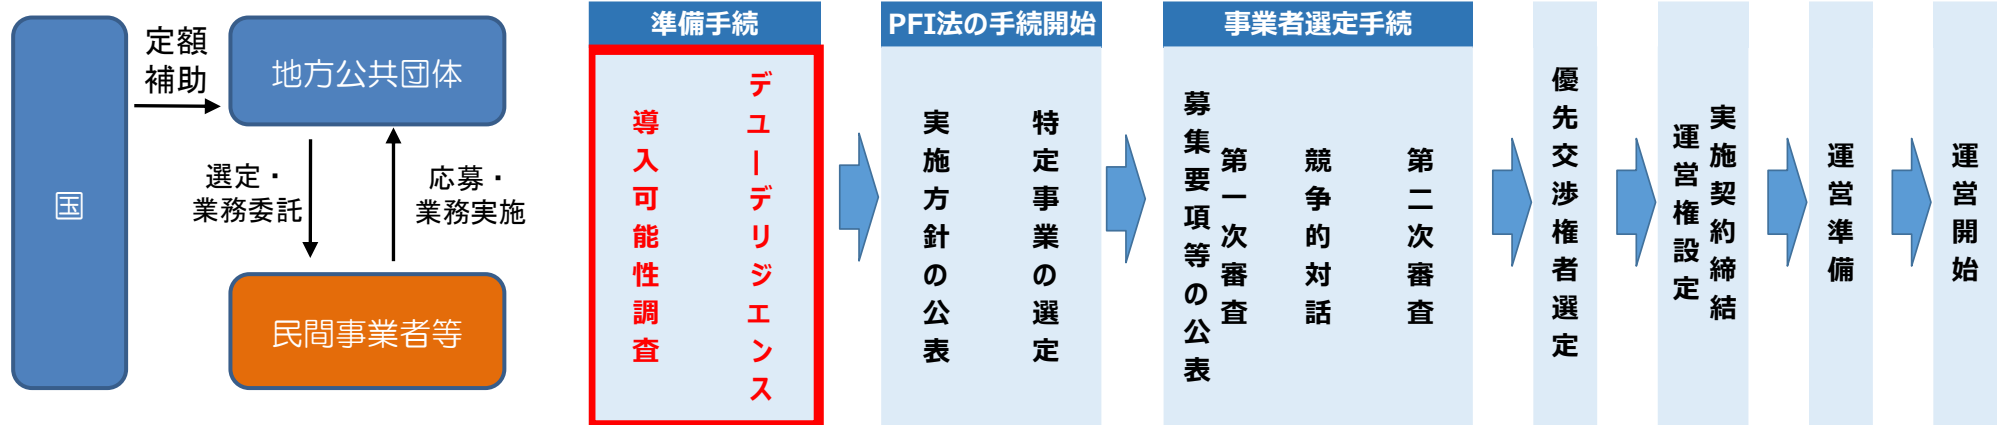 国
定額
補助
地方公共団体
選定・
業務委託
応募・
業務実施
民間事業者等
準備手続
導入可能性調査
デューデリジエンス
PFI法の手続開始
実施方針の公表
特定事業の選定
事業者選定手続
募集要項等の公表
第一次審査
競争的対話
第二次審査
優先交渉権者選定
運営権設定
実施契約締結
運営準備
運営開始